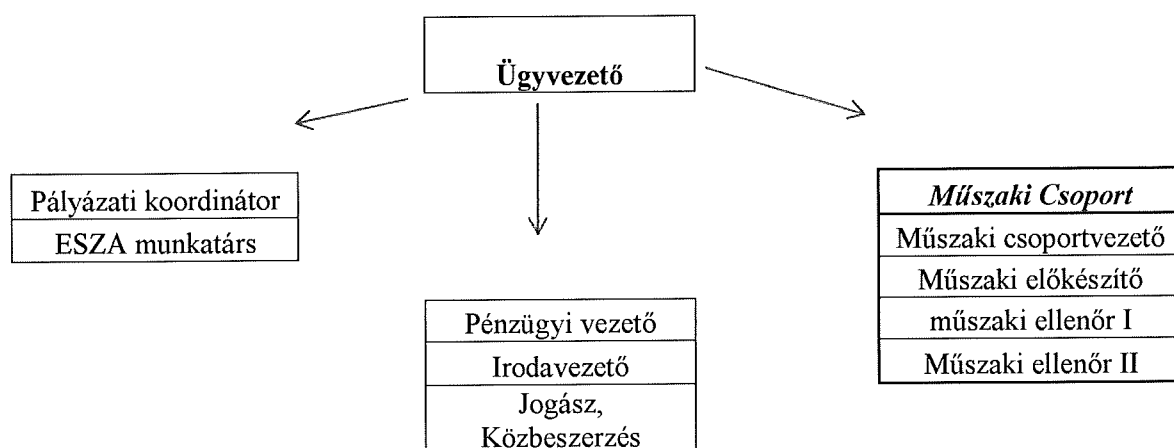 Ügyvezető
Pályázati koordinátor
ESZA munkatárs
Pénzügyi vezető
Irodavezető
Jogász,
Közbeszerzés
Műszaki Csoport
Műszaki csoportvezető
Műszaki előkészítő
műszaki ellenőr I
Műszaki ellenőr II